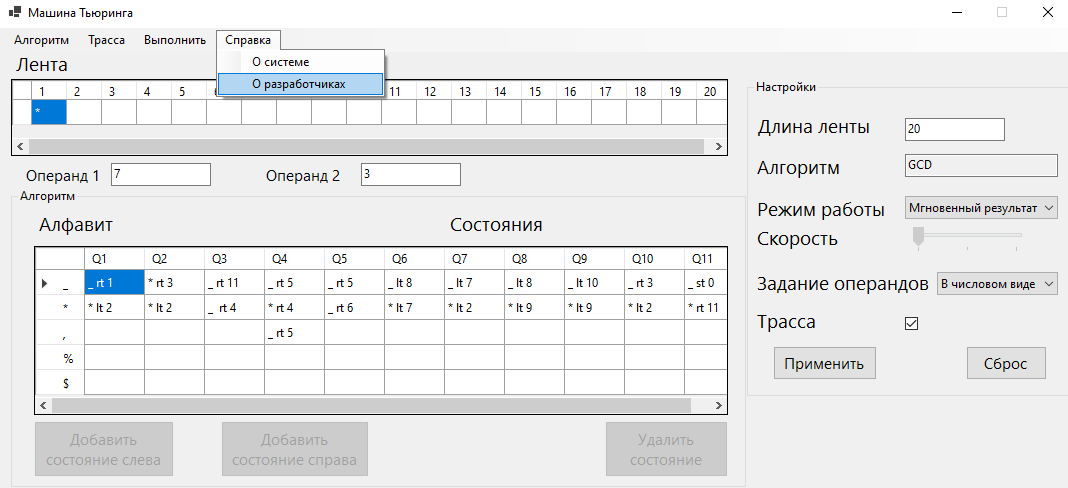 Машина Тьюринга
Алгоритм Трасса Выполнить Справка
О системе
О разработчиках
Лента
1 2 3 4 5 11 12 13 14 15 16 17 18 19 20
*
Операнд 1 7 Операнд 2 3
Алгоритм
Алфавит Состояния
Q1 Q2 Q3 Q4 Q5 Q6 Q7 Q8 Q9 Q10 Q11
_ _ rt 1 * rt 3 _ rt 11 _ rt 5 _ rt 5 _ lt 8 _ lt 7 _ lt 8 _ lt 10 _ rt 3 _ st 0
* * lt 2 * lt 2 _ rt 4 * rt 4 _ rt 6 * lt 7 * lt 2 * lt 9 * lt 9 * lt 2 * rt 11
, _ rt 5
%
$
Добавить
состояние слева
Добавить
состояние справа
Удалить
состояние
Настройки
Длина ленты 20
Алгоритм GCD
Режим работы Мгновенный результат
Скорость
Задание операндов В числовом виде
Трасса
Применить Сброс